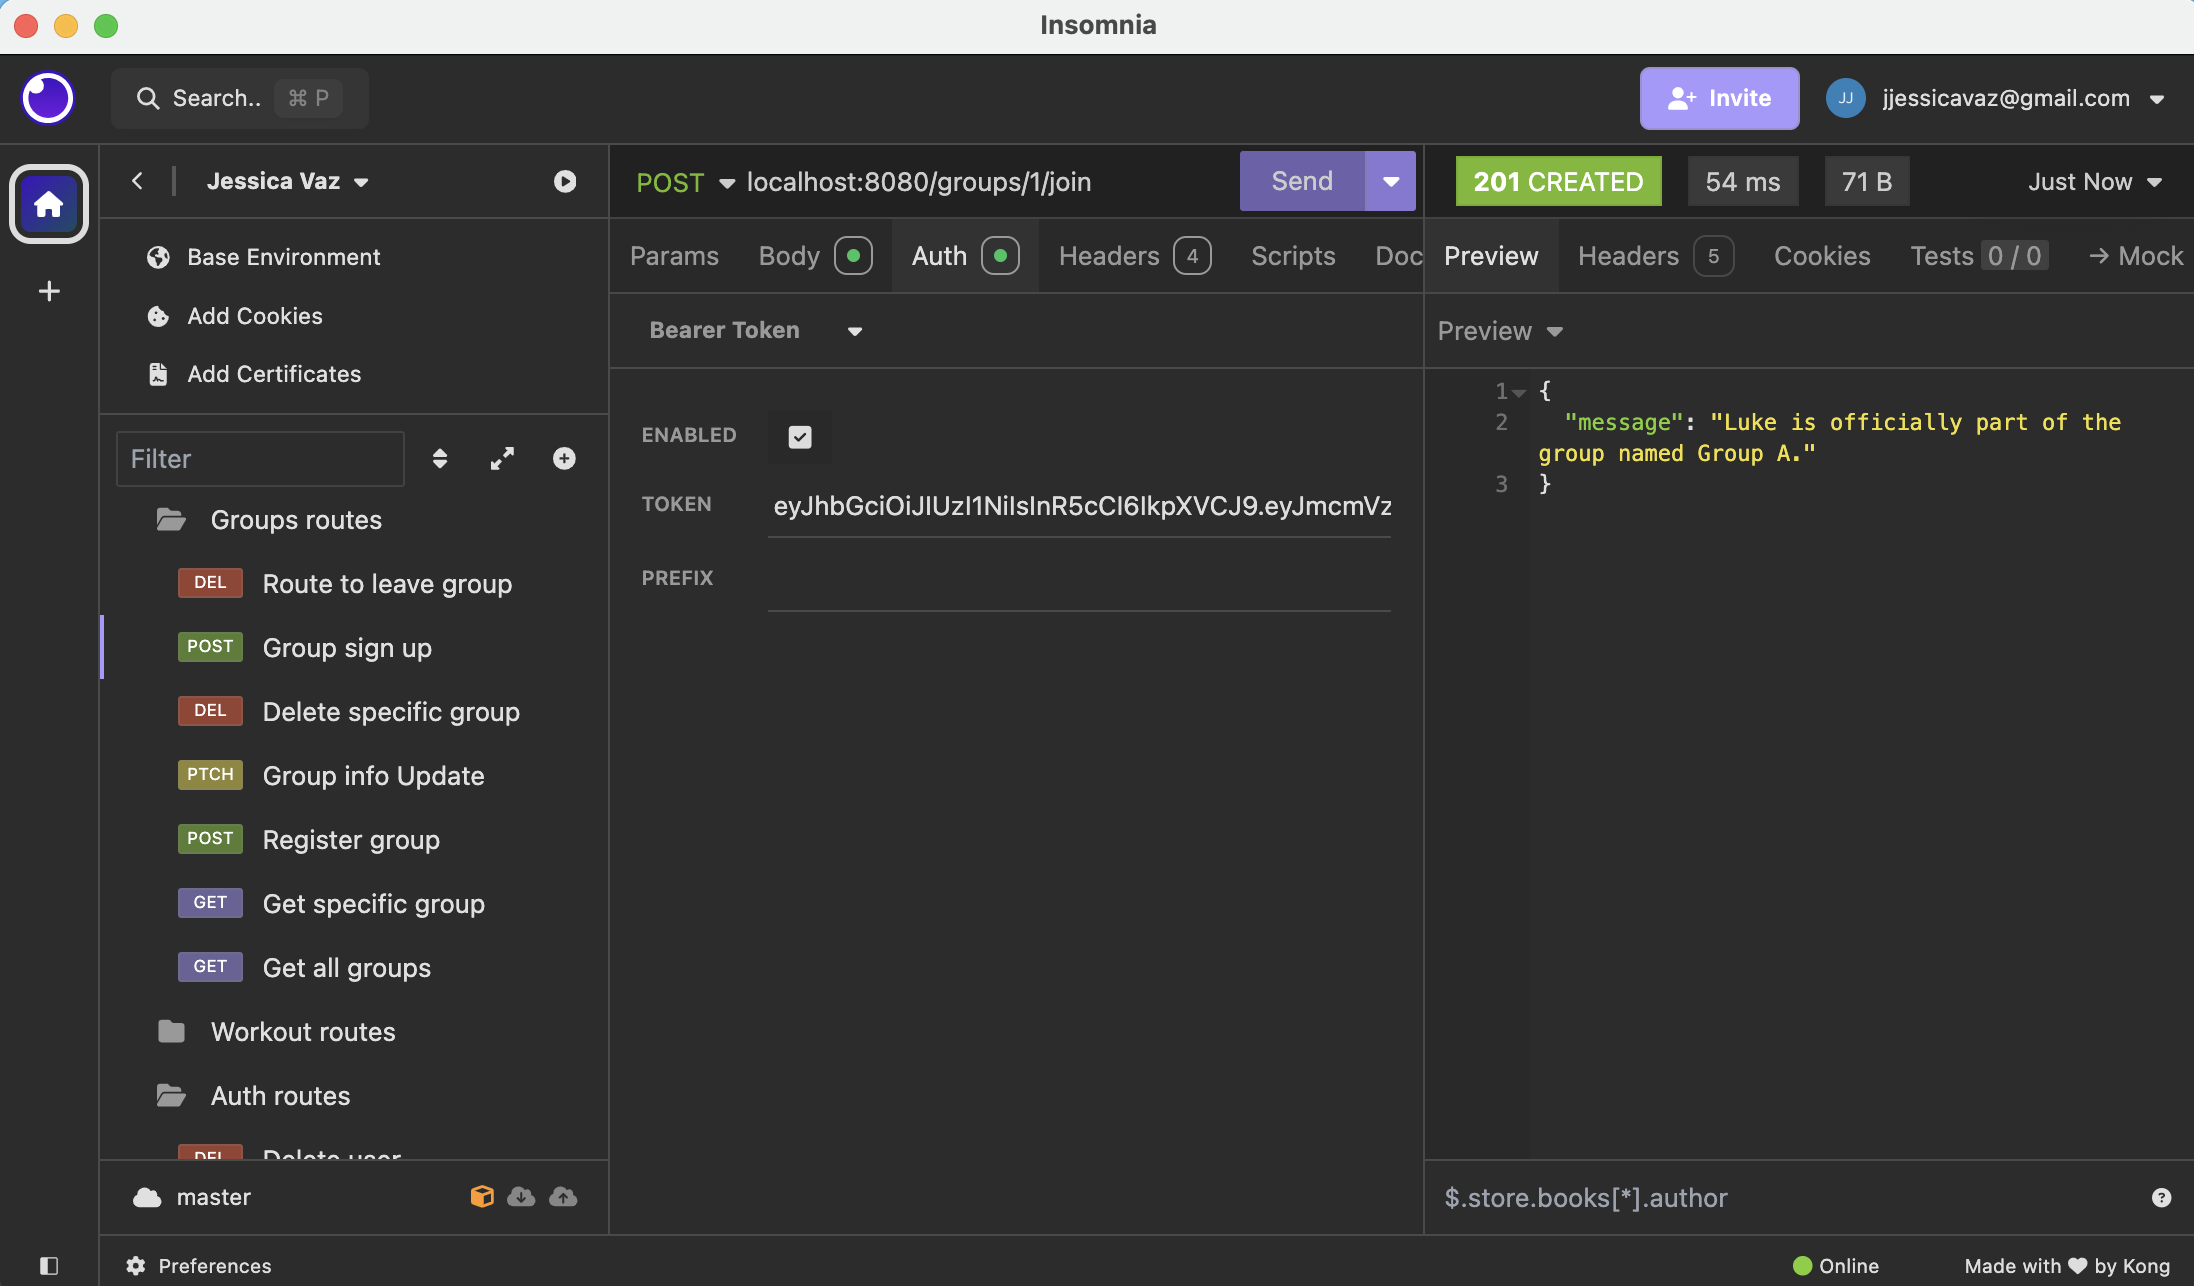 Insomnia
Search.. ⌘ P
Invite
JJ
jjessicavaz@gmail.com
Jessica Vaz
Base Environment
Add Cookies
Add Certificates
Filter
Groups routes
DEL Route to leave group
POST Group sign up
DEL Delete specific group
PTCH Group info Update
POST Register group
GET Get specific group
GET Get all groups
Workout routes
Auth routes
DEL Delete user
master
Preferences
POST localhost:8080/groups/1/join
Send
Params Body Auth Headers 4 Scripts Doc
Bearer Token
ENABLED
TOKEN eyJhbGciOiJIUzI1NiIsInR5cCI6IkpXVCJ9.eyJmcmVz
PREFIX
201 CREATED 54 ms 71 B Just Now
Preview Headers 5 Cookies Tests 0 / 0 → Mock
Preview
1 {
2 "message": "Luke is officially part of the
group named Group A."
3 }
$.store.books[*].author
Online
Made with ♥ by Kong